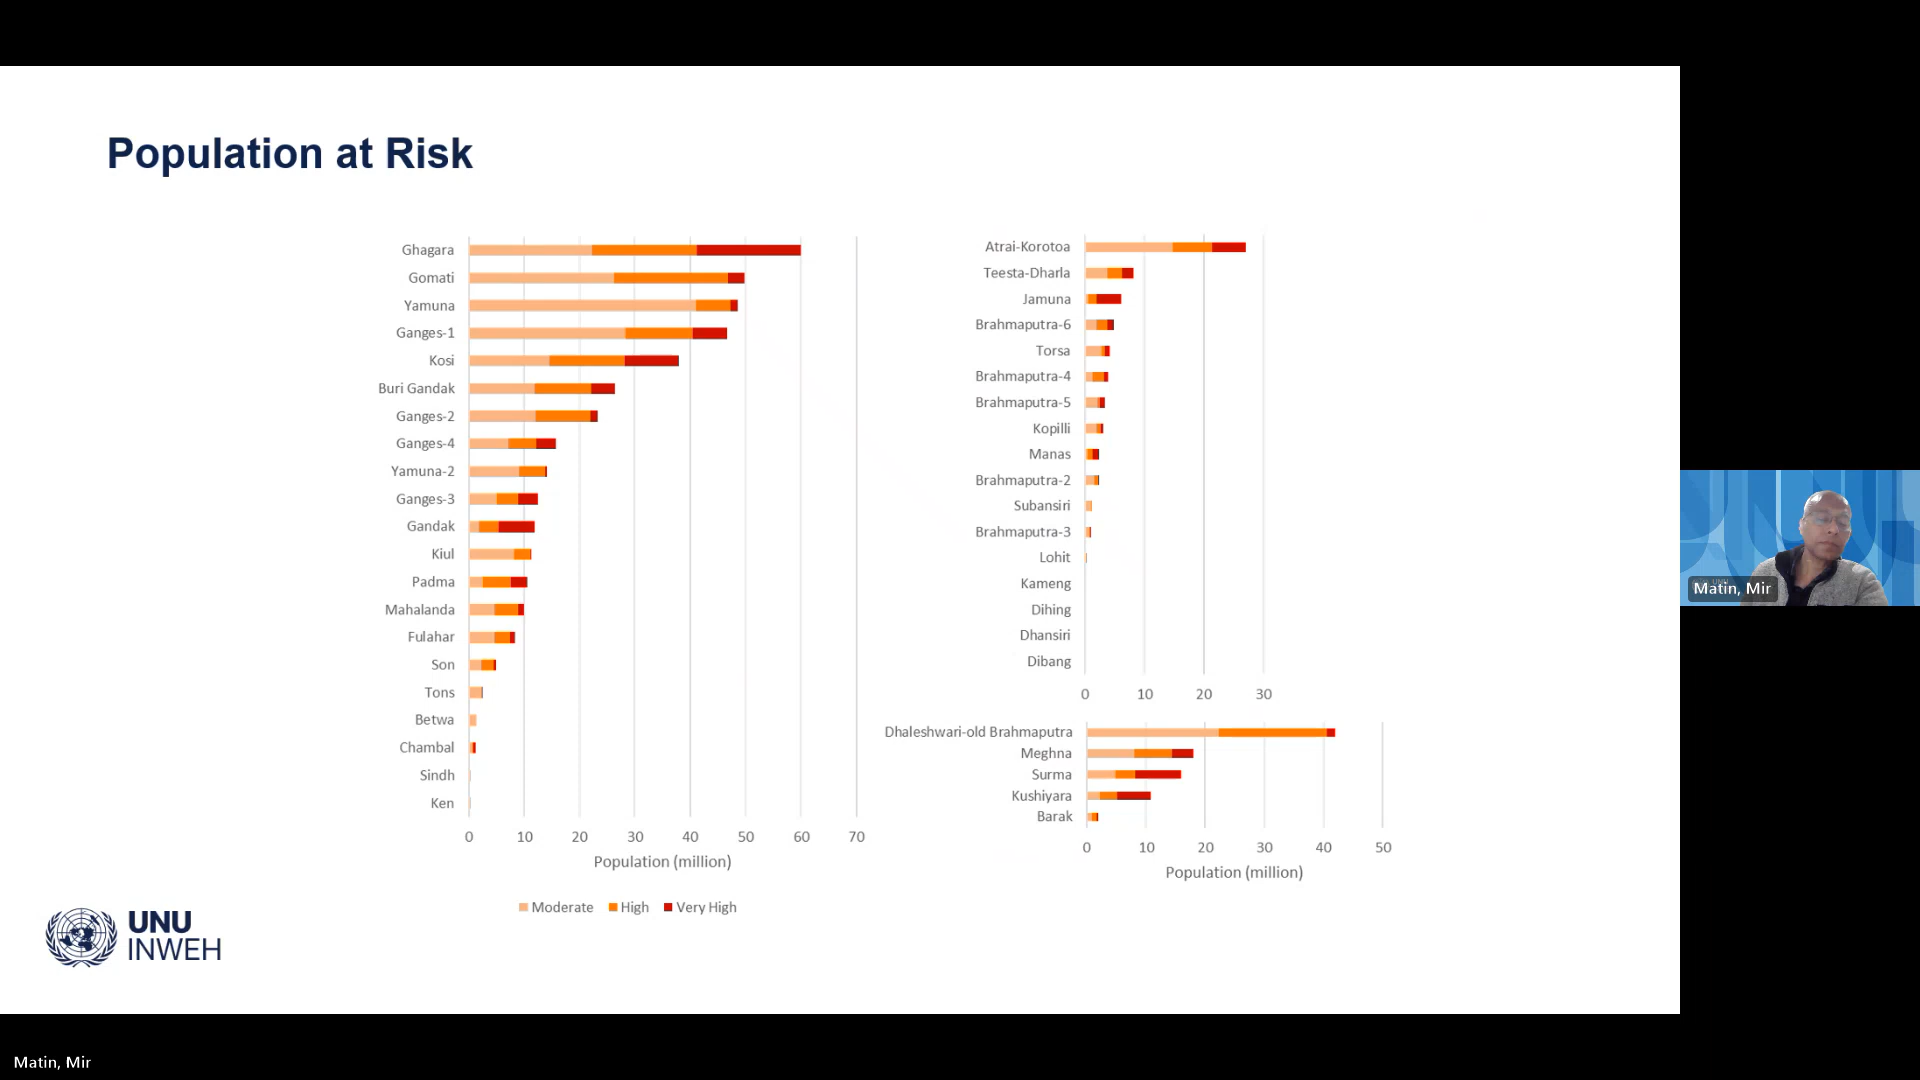 Population at Risk
Ghagara
Gomati
Yamuna
Ganges-1
Kosi
Buri Gandak
Ganges-2
Ganges-4
Yamuna-2
Ganges-3
Gandak
Kiul
Padma
Mahalanda
Fulahar
Son
Tons
Betwa
Chambal
Sindh
Ken
0 10 20 30 40 50 60 70
Population (million)
Moderate High Very High
Atrai-Korotoa
Teesta-Dharla
Jamuna
Brahmaputra-6
Torsa
Brahmaputra-4
Brahmaputra-5
Kopilli
Manas
Brahmaputra-2
Subansiri
Brahmaputra-3
Lohit
Kameng
Dihing
Dhansiri
Dibang
0 10 20 30
Dhaleshwari-old Brahmaputra
Meghna
Surma
Kushiyara
Barak
0 10 20 30 40 50
Population (million)
UNU
INWEH
Matin, Mir
Matin, Mir